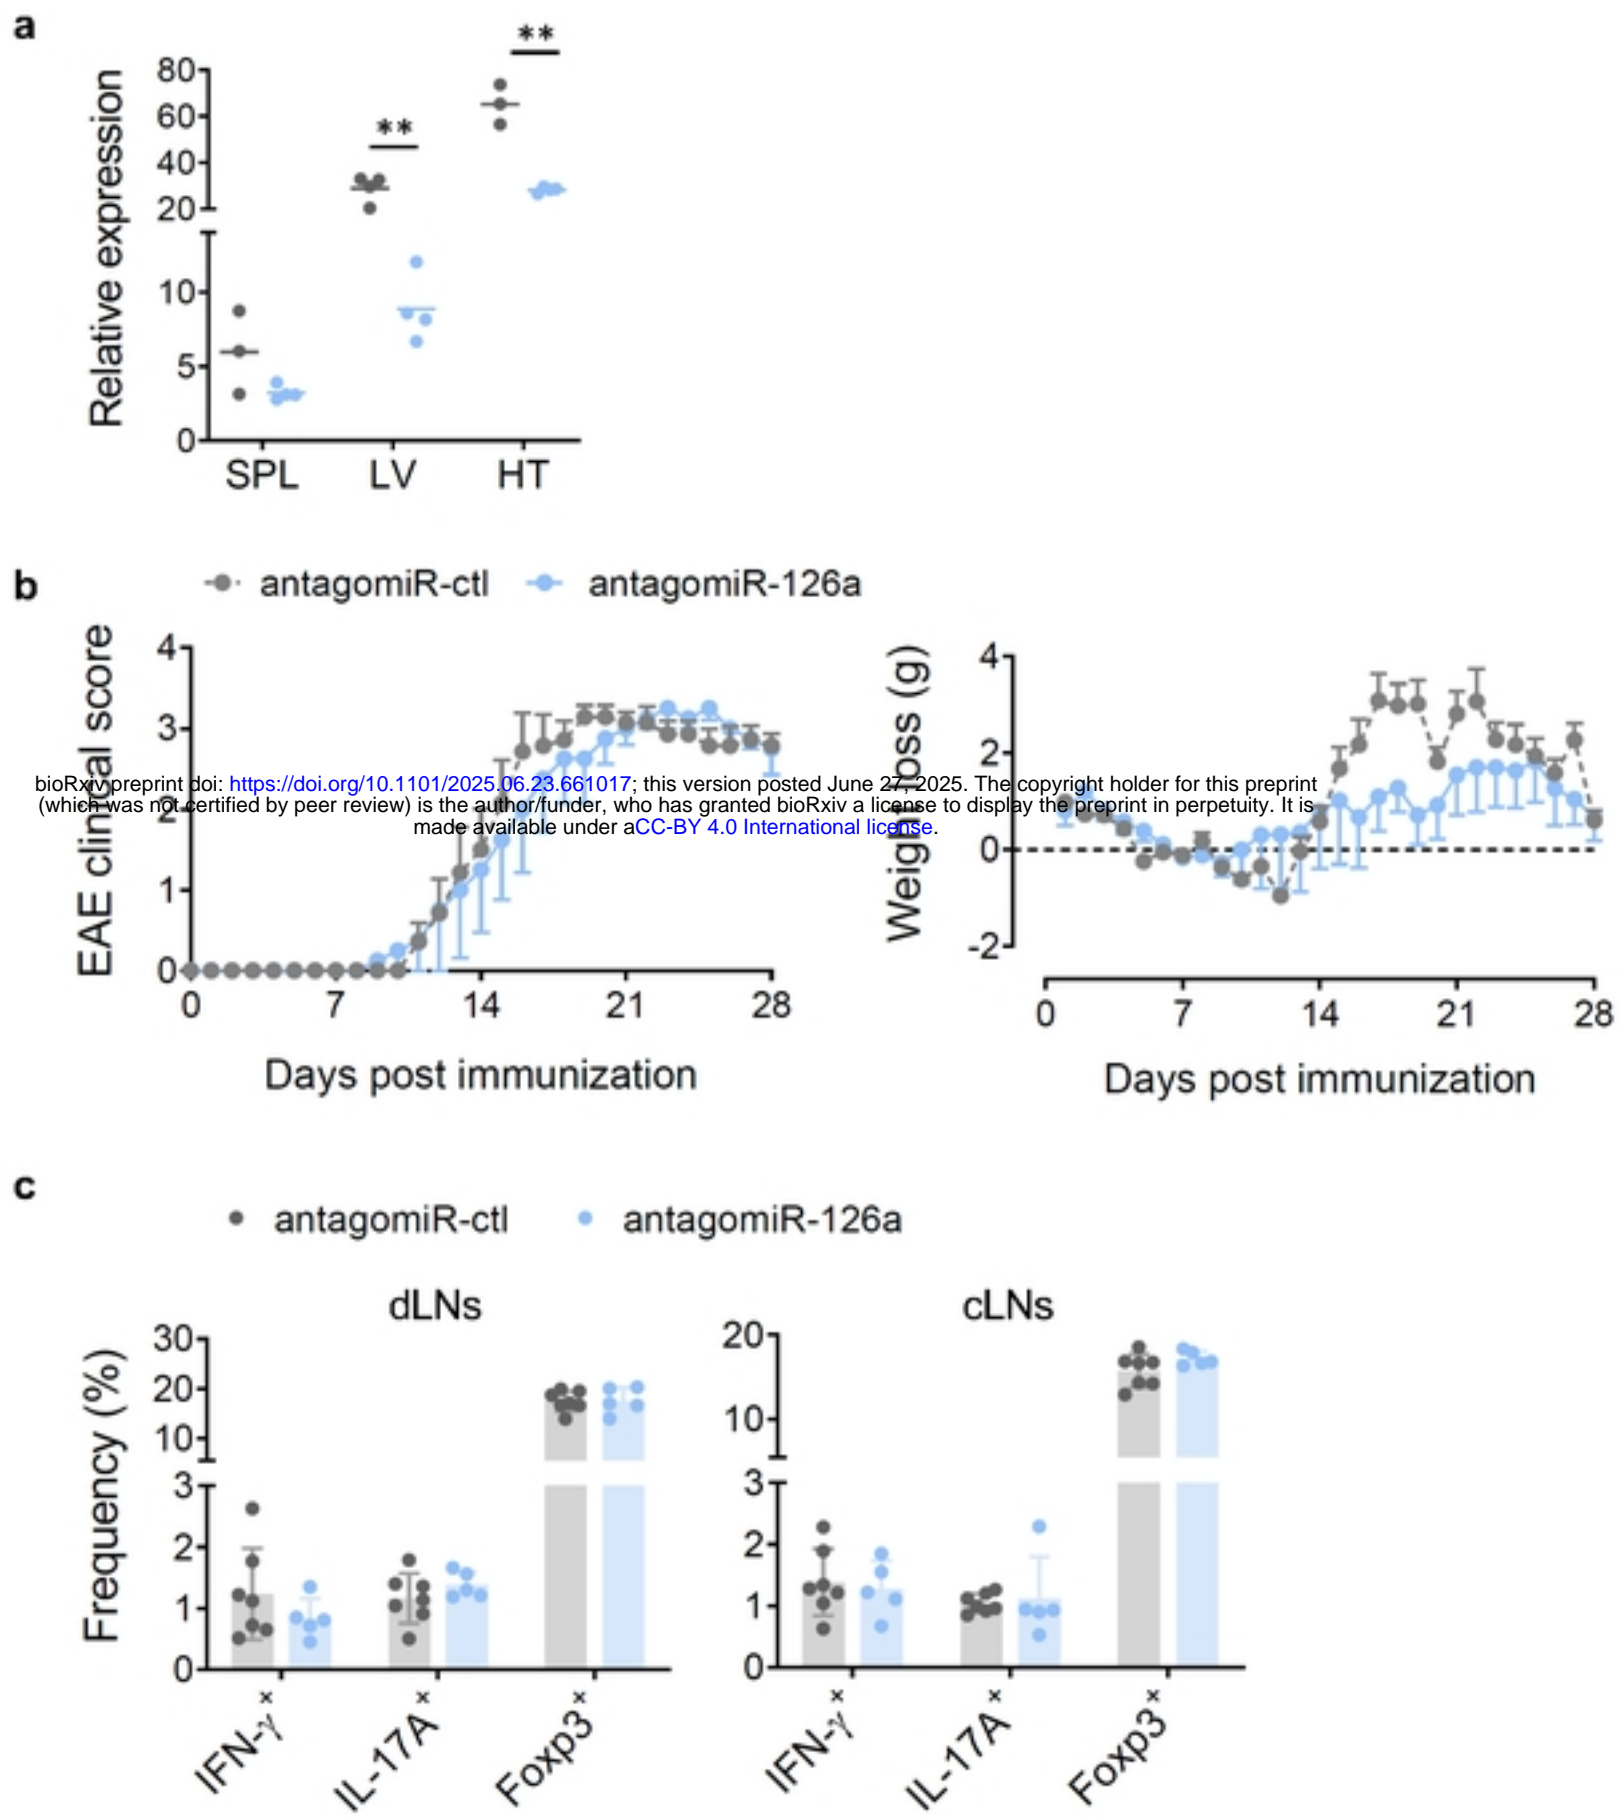 a
**
**
80
60
40
20
10
5
0
Relative expression
SPL LV HT
b
antagomiR-ctl antagomiR-126a
4
3
2
1
0
EAE clinical score
0 7 14 21 28
Days post immunization
4
2
0
-2
Weight loss (g)
0 7 14 21 28
Days post immunization
bioRxiv preprint doi: https://doi.org/10.1101/2025.06.23.661017; this version posted June 27, 2025. The copyright holder for this preprint
(which was not certified by peer review) is the author/funder, who has granted bioRxiv a license to display the preprint in perpetuity. It is
made available under aCC-BY 4.0 International license.
c
antagomiR-ctl antagomiR-126a
dLNs
30
20
10
3
2
1
0
Frequency (%)
IFN-γ× IL-17A× Foxp3×
cLNs
20
10
3
2
1
0
IFN-γ× IL-17A× Foxp3×